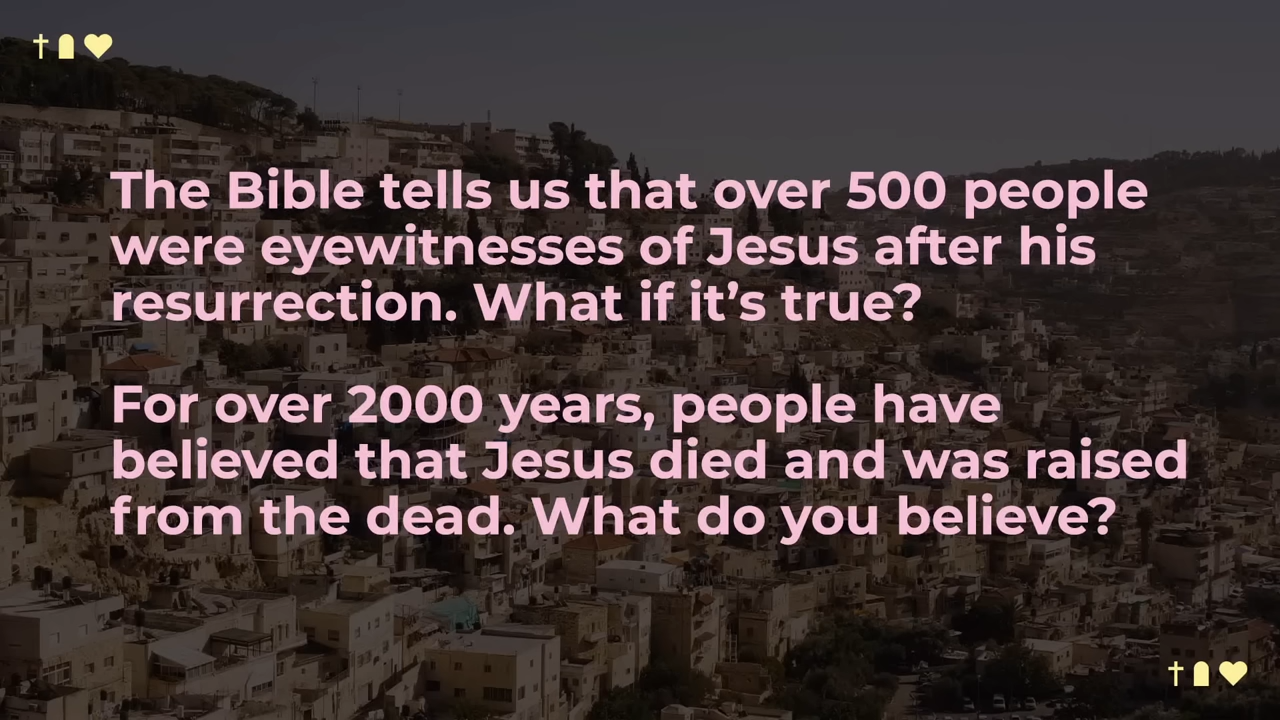 The Bible tells us that over 500 people
were eyewitnesses of Jesus after his
resurrection. What if it’s true?
For over 2000 years, people have
believed that Jesus died and was raised
from the dead. What do you believe?